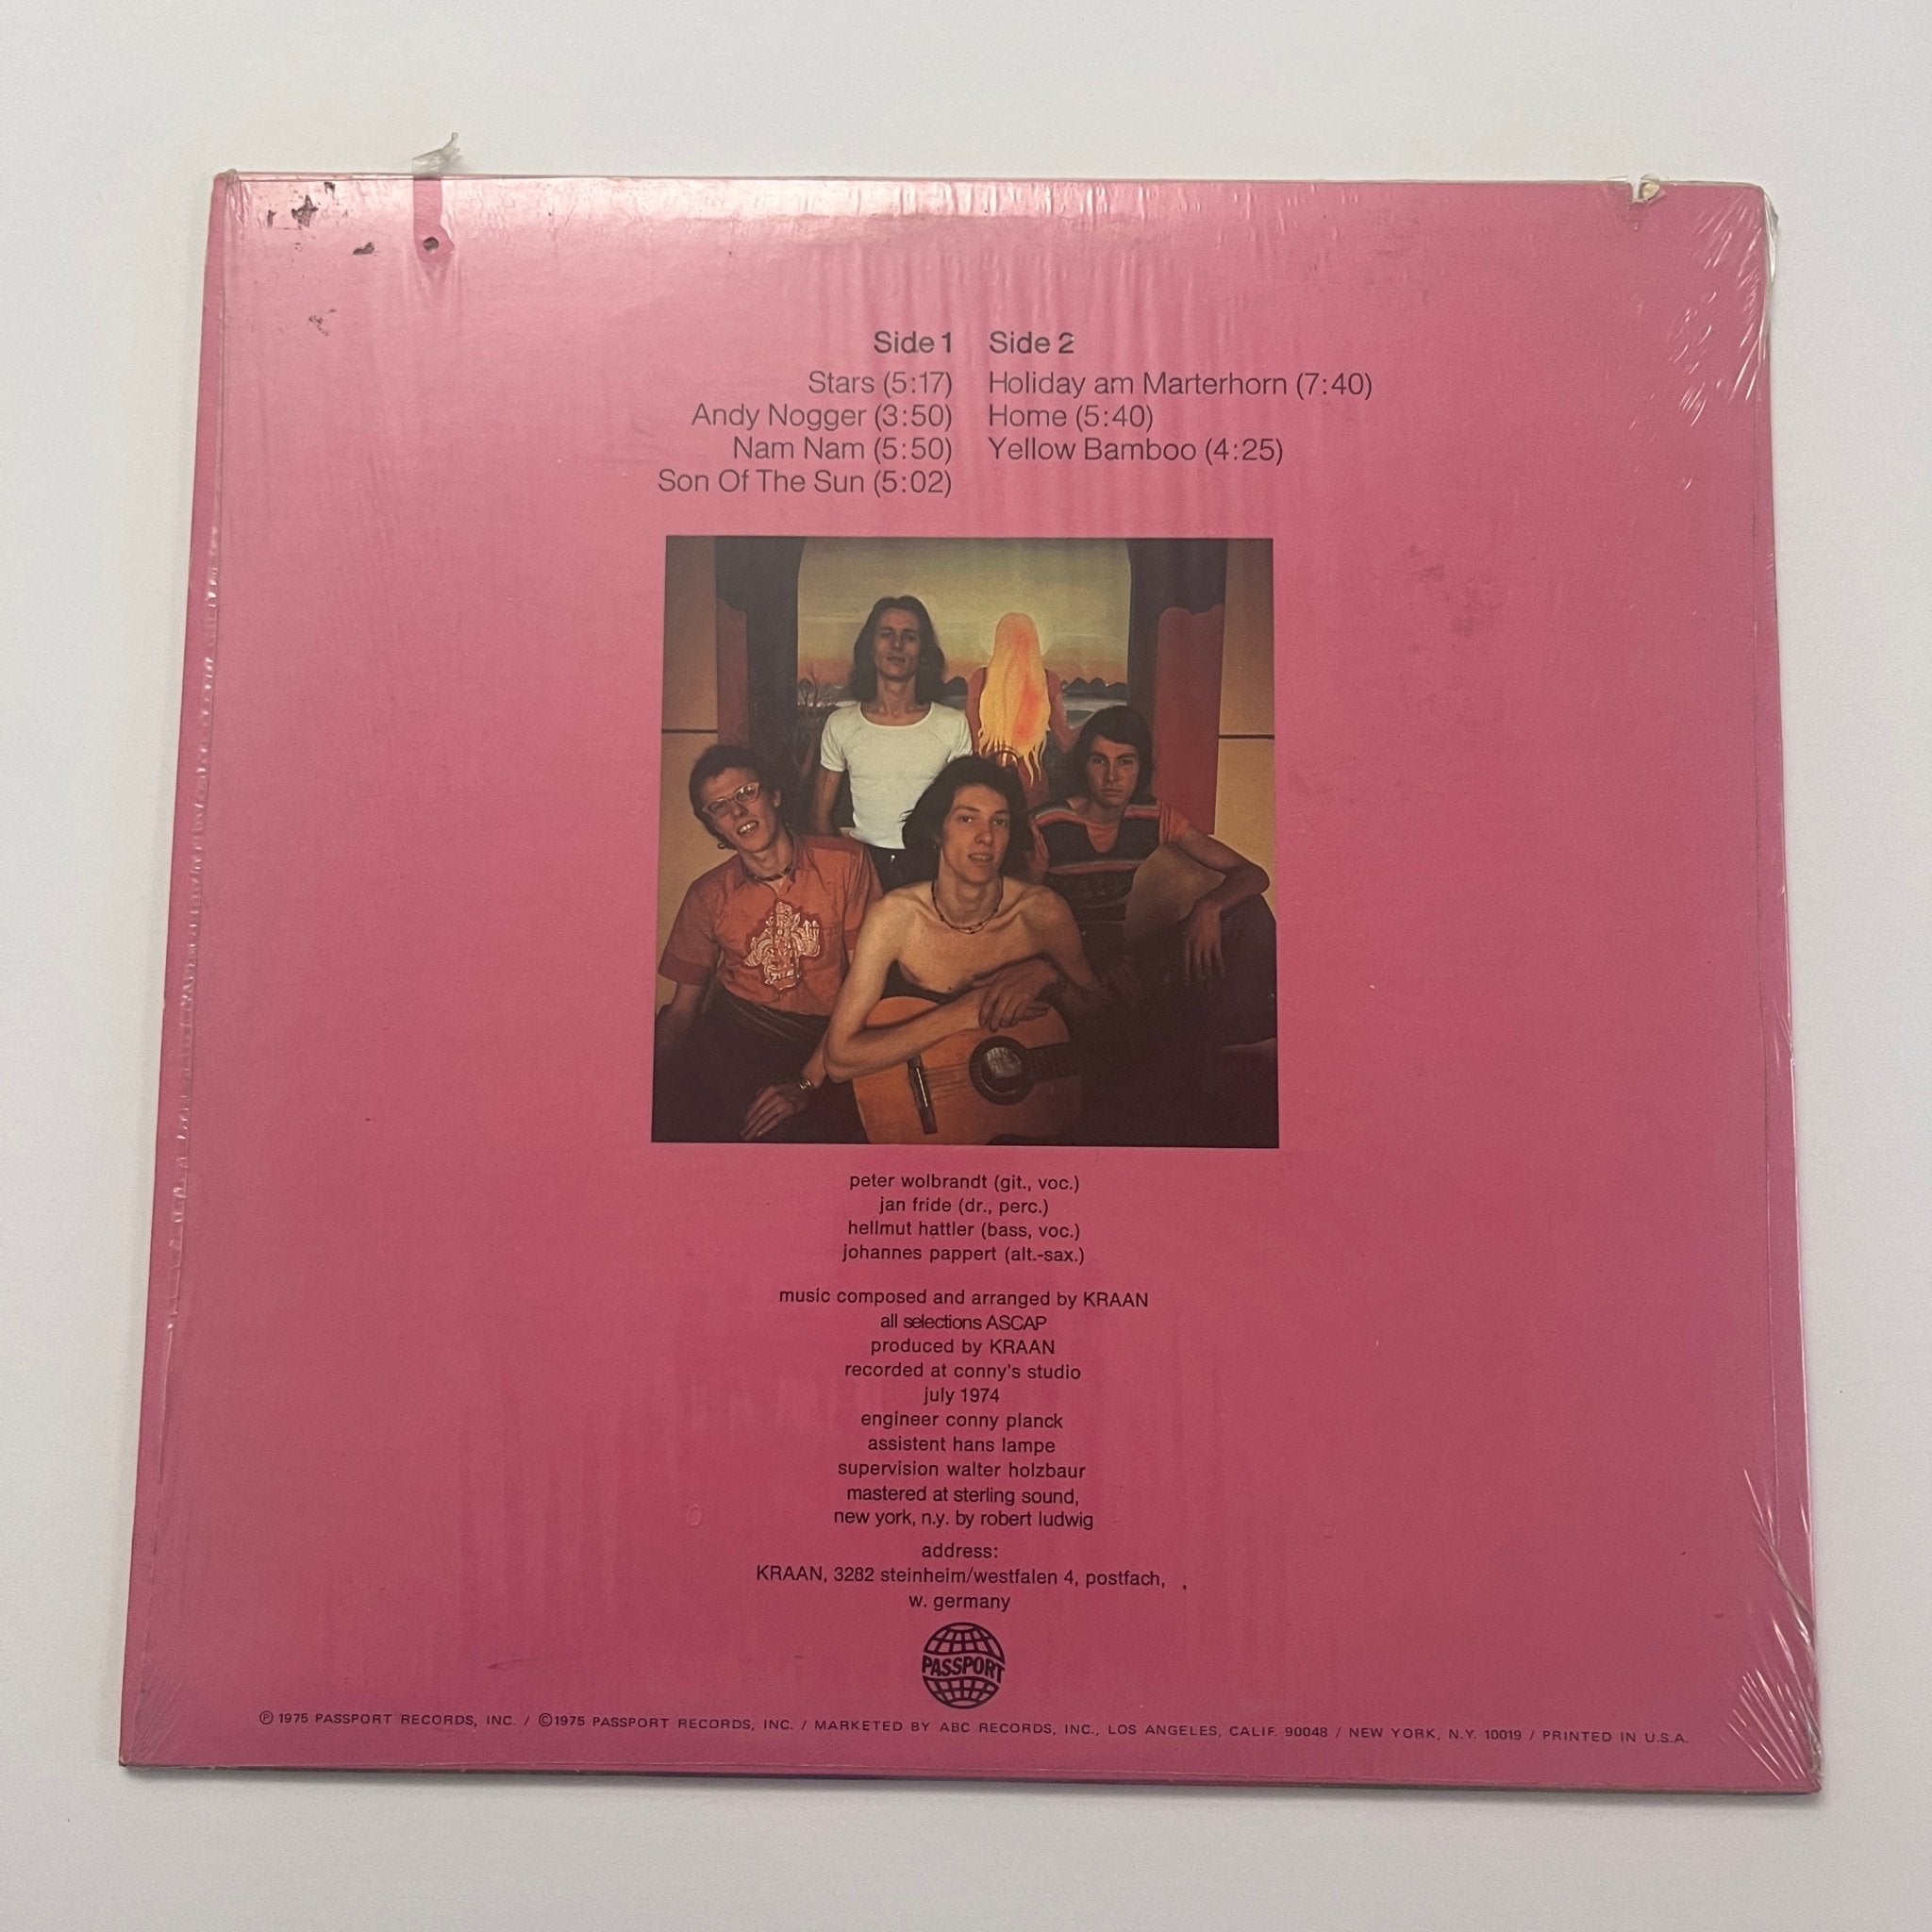 Side 1
Stars (5:17)
Andy Nogger (3:50)
Nam Nam (5:50)
Son Of The Sun (5:02)
Side 2
Holiday am Marterhorn (7:40)
Home (5:40)
Yellow Bamboo (4:25)
peter wolbrandt (git., voc.)
jan fride (dr., perc.)
hellmut hattler (bass, voc.)
johannes pappert (alt.-sax.)
music composed and arranged by KRAAN
all selections ASCAP
produced by KRAAN
recorded at conny's studio
july 1974
engineer conny planck
assistent hans lampe
supervision walter holzbaur
mastered at sterling sound,
new york, n.y. by robert ludwig
address:
KRAAN, 3282 steinheim/westfalen 4, postfach,
w. germany
PASSPORT
℗ 1975 PASSPORT RECORDS, INC. / ©1975 PASSPORT RECORDS, INC. / MARKETED BY ABC RECORDS, INC., LOS ANGELES, CALIF. 90048 / NEW YORK, N.Y. 10019 / PRINTED IN U.S.A.